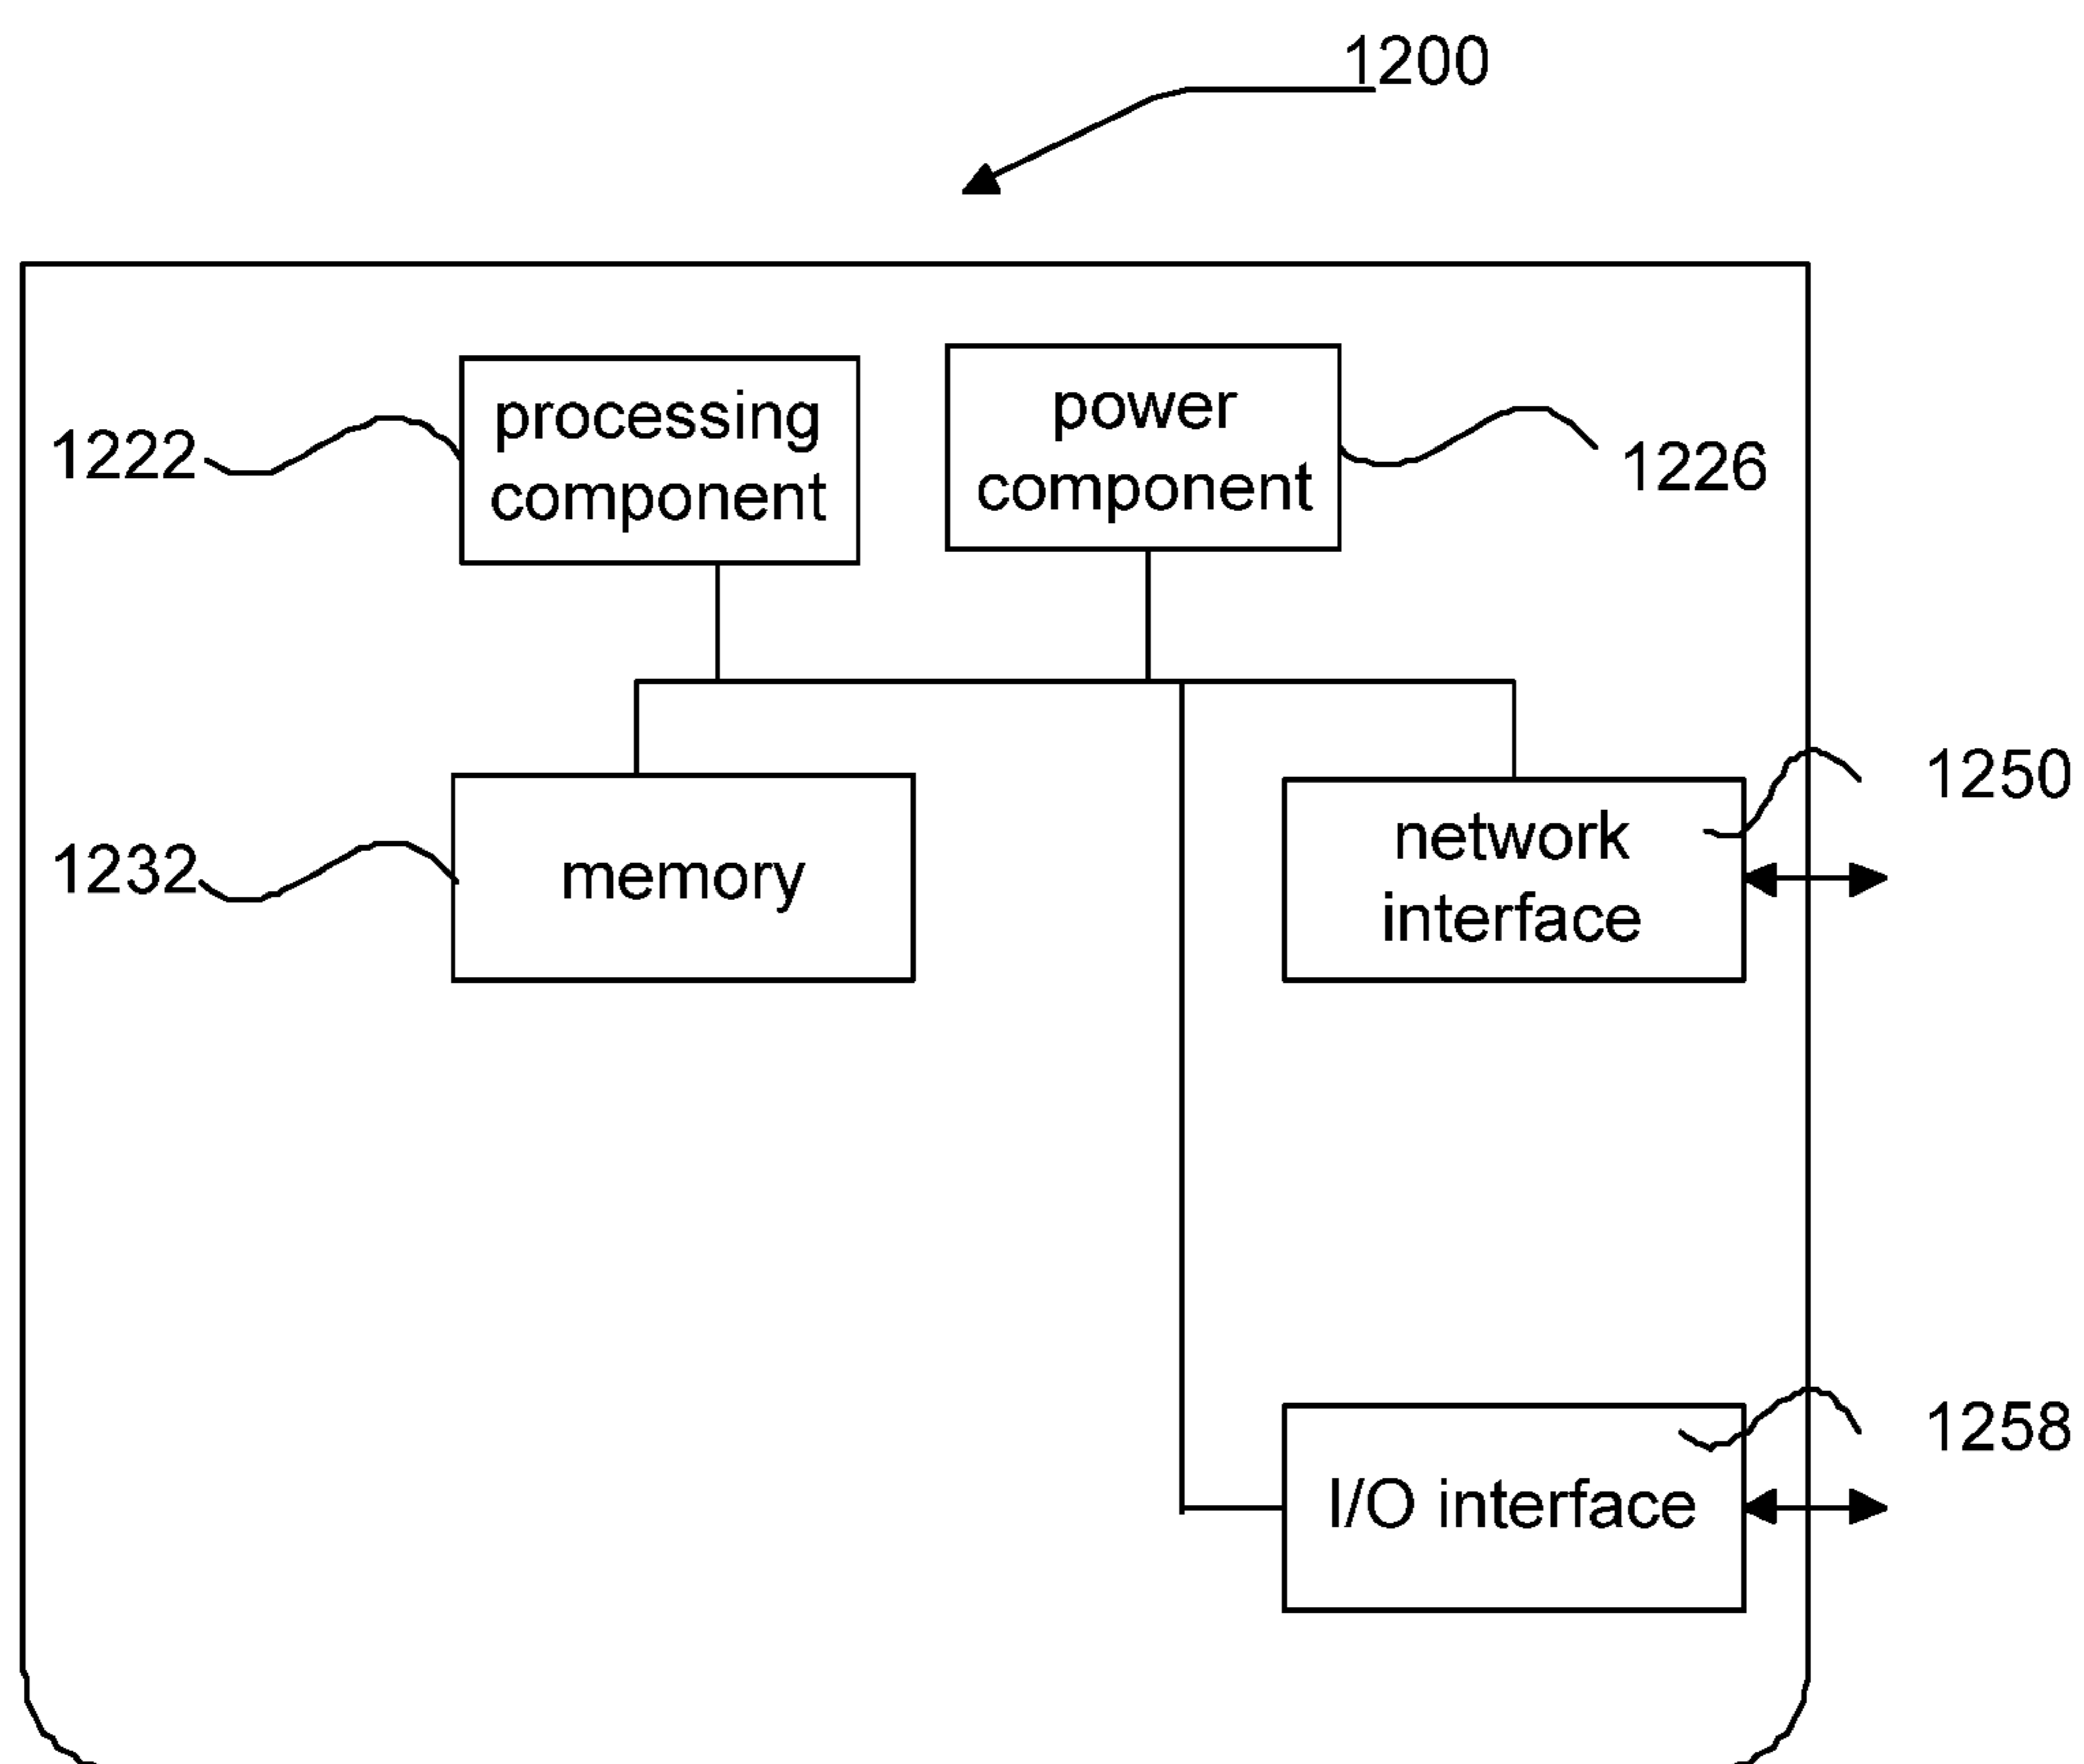 1200
processing
component
power
component
1222
1226
1250
network
interface
1232
memory
1258
I/O interface